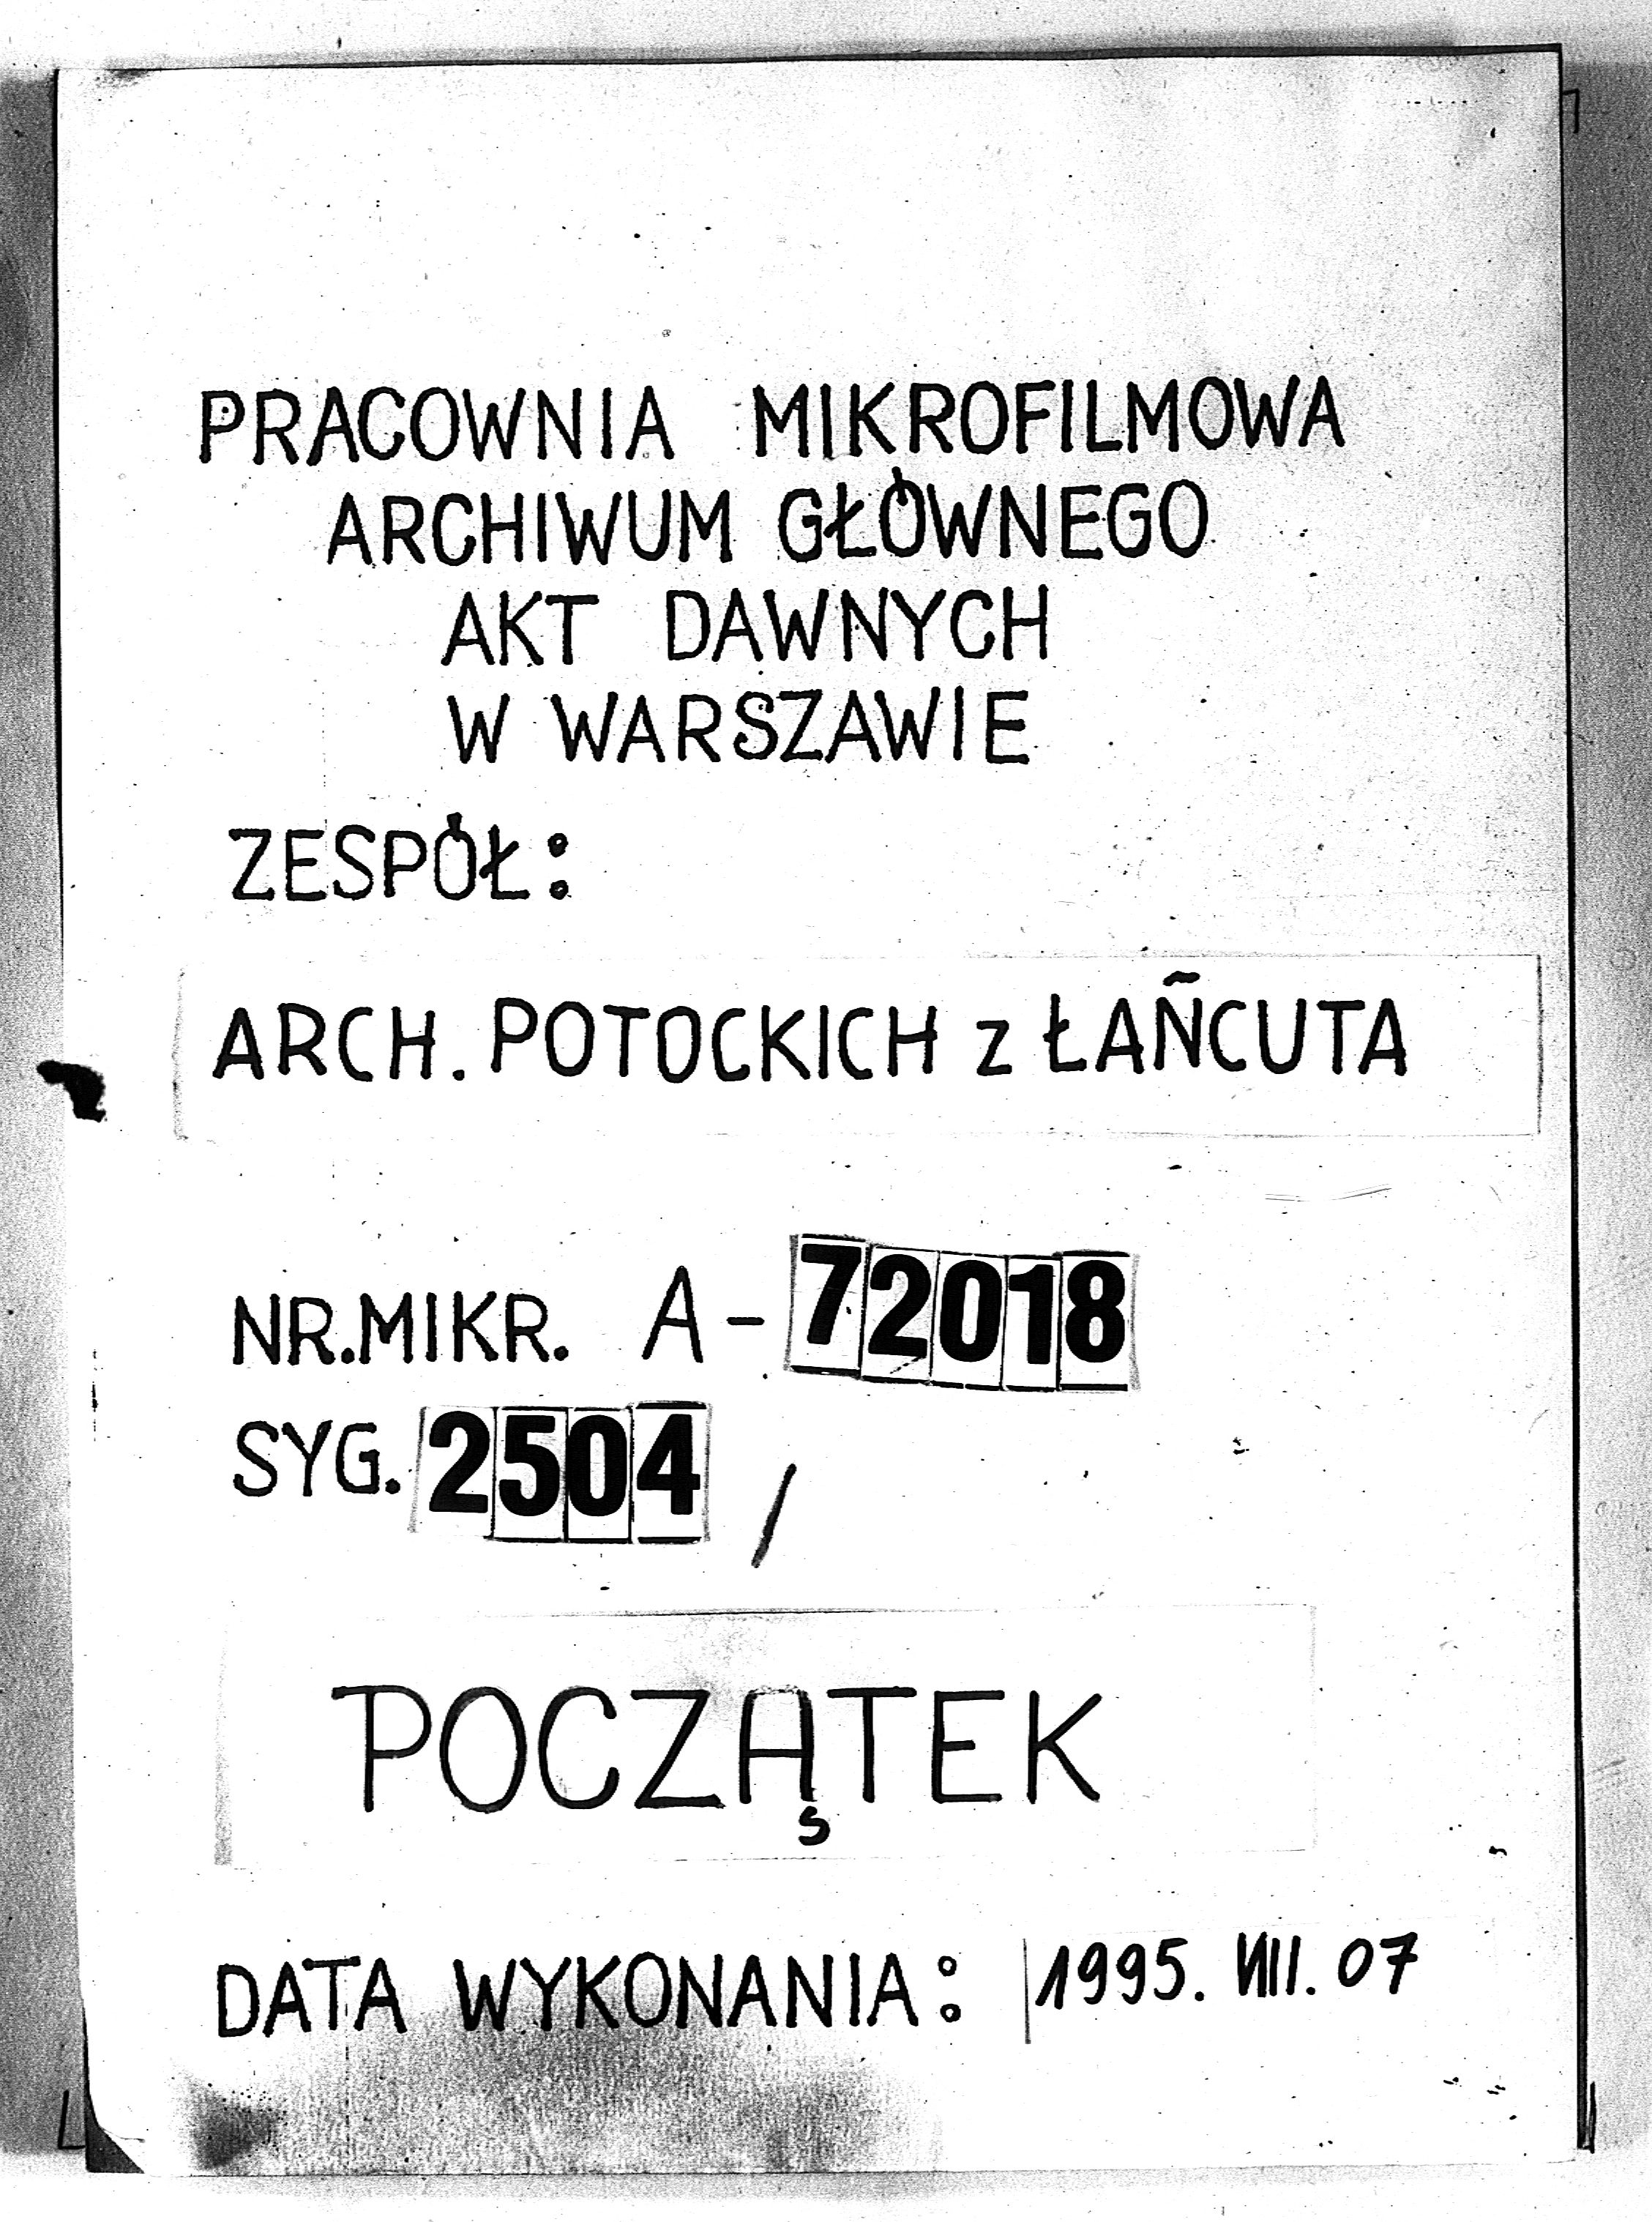 PRACOWNIA MIKROFILMOWA
ARCHIWUM GŁÓWNEGO
AKT DAWNYCH
W WARSZAWIE
ZESPÓŁ:
ARCH. POTOCKICH z ŁAŃCUTA
NR.MIKR. A-72018
SYG. 2504 /
POCZĄTEK
DATA WYKONANIA: 1995. VIII. 07